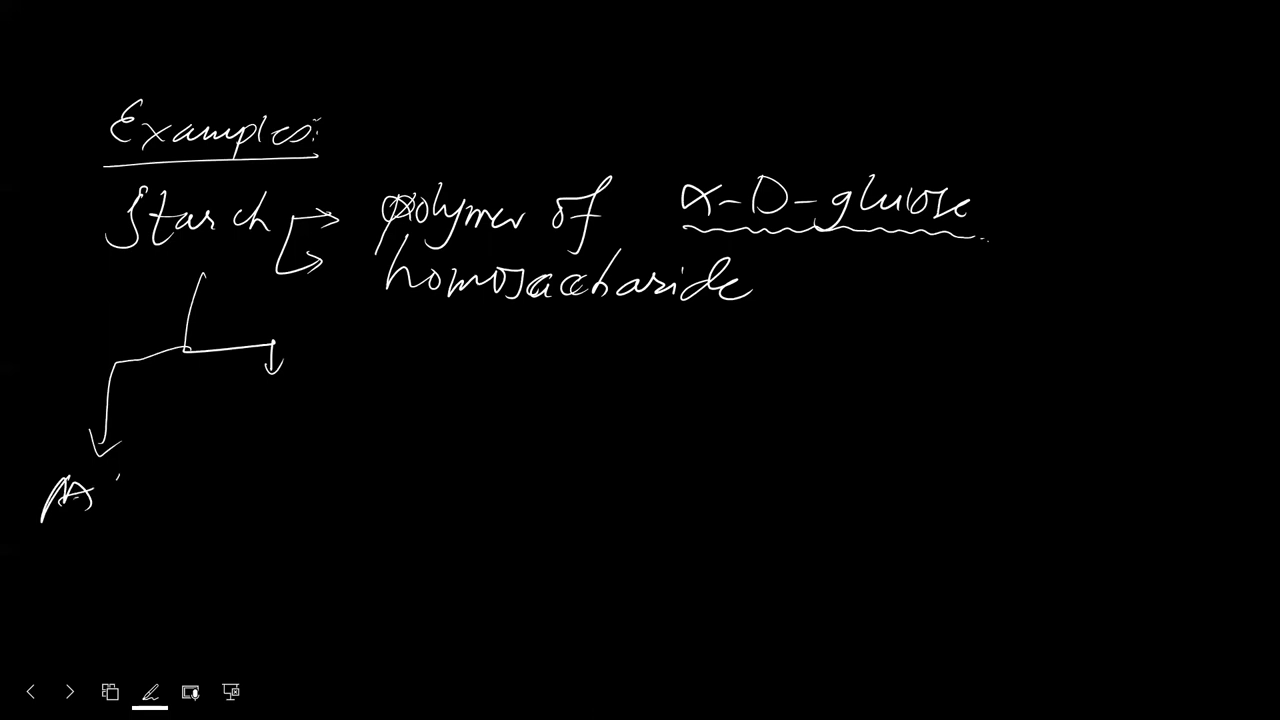 Examples:
Starch → polymer of α-D-glucose
homosaccharide
A